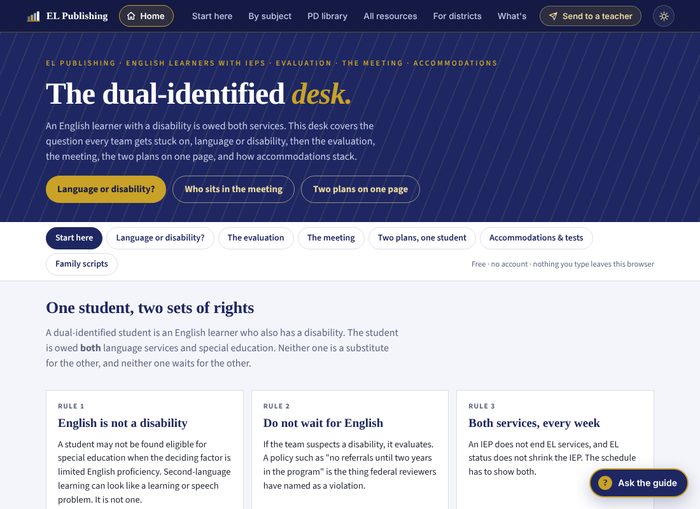 EL Publishing
Home
Start here
By subject
PD library
All resources
For districts
What's
Send to a teacher
EL PUBLISHING · ENGLISH LEARNERS WITH IEPS · EVALUATION · THE MEETING · ACCOMMODATIONS
The dual-identified desk.
An English learner with a disability is owed both services. This desk covers the
question every team gets stuck on, language or disability, then the evaluation,
the meeting, the two plans on one page, and how accommodations stack.
Language or disability?
Who sits in the meeting
Two plans on one page
Start here
Language or disability?
The evaluation
The meeting
Two plans, one student
Accommodations & tests
Family scripts
Free · no account · nothing you type leaves this browser
One student, two sets of rights
A dual-identified student is an English learner who also has a disability. The student
is owed both language services and special education. Neither one is a substitute
for the other, and neither one waits for the other.
RULE 1
English is not a disability
A student may not be found eligible for
special education when the deciding factor is
limited English proficiency. Second-language
learning can look like a learning or speech
problem. It is not one.
RULE 2
Do not wait for English
If the team suspects a disability, it evaluates.
A policy such as "no referrals until two years
in the program" is the thing federal reviewers
have named as a violation.
RULE 3
Both services, every week
An IEP does not end EL services, and EL
status does not shrink the IEP. The schedule
has to show both.
? Ask the guide